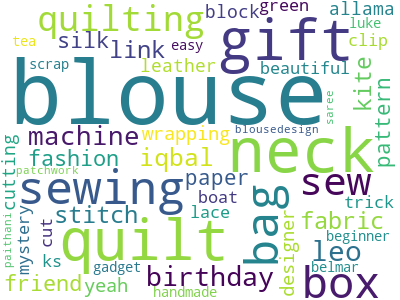 quilting gift block green allama
tea silk link easy luke clip
scrap blouse leather beautiful kite pattern
machine wrapping blousedesign saree
cutting fashion iqbal neck
patchwork sewing paper bag sew trick
paithani mystery cut stitch boat lace designer fabric
quilt leo beginner
ks gadget birthday belmar
friend yeah handmade box